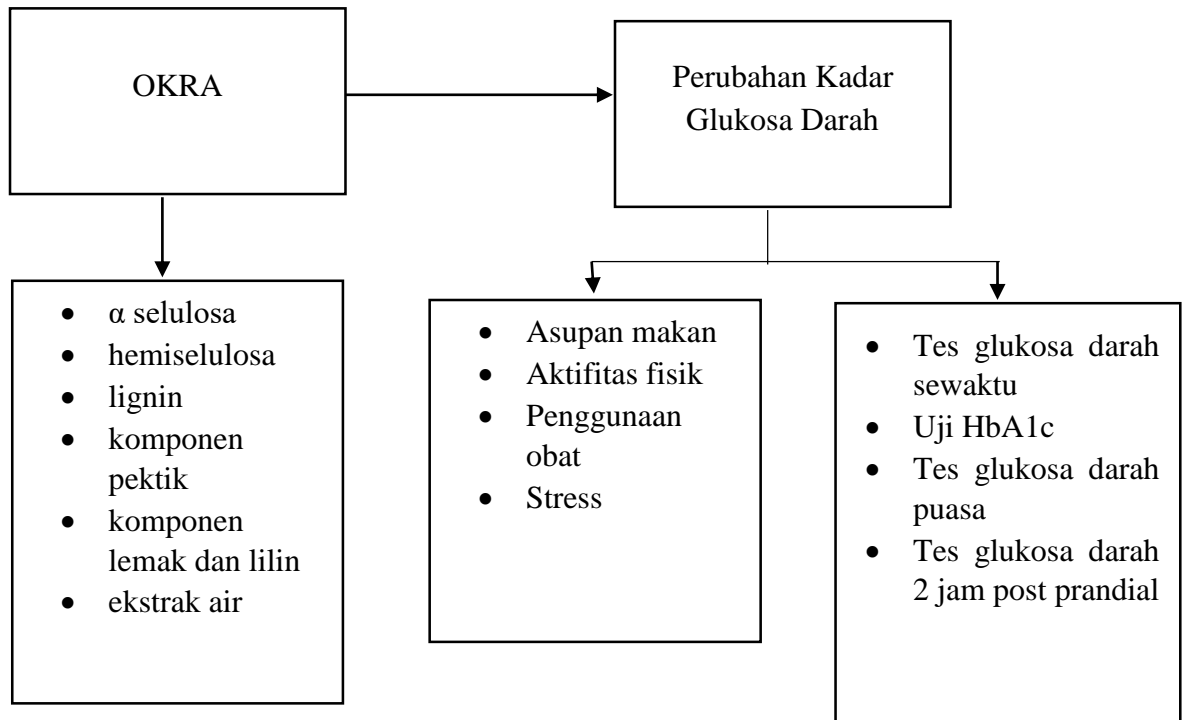 OKRA
Perubahan Kadar
Glukosa Darah
• α selulosa
• hemiselulosa
• lignin
• komponen
pektik
• komponen
lemak dan lilin
• ekstrak air
• Asupan makan
• Aktifitas fisik
• Penggunaan
obat
• Stress
• Tes glukosa darah
sewaktu
• Uji HbA1c
• Tes glukosa darah
puasa
• Tes glukosa darah
2 jam post prandial